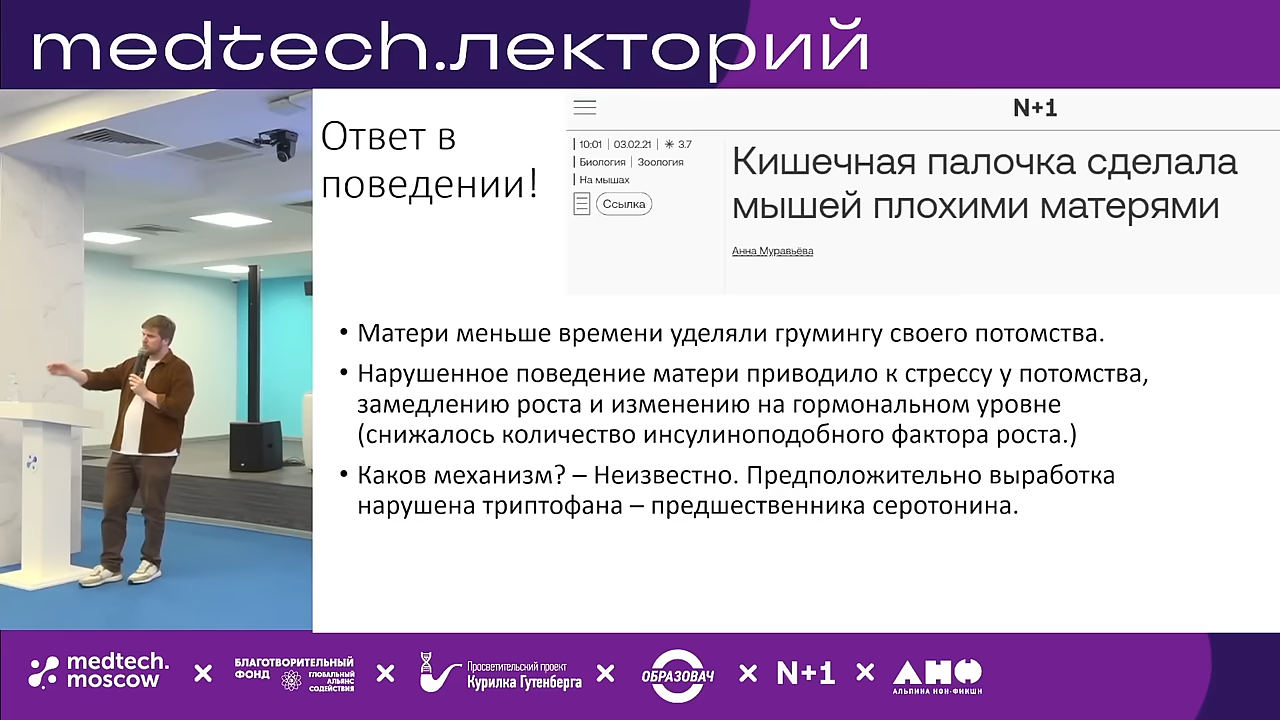 medtech.лекторий
Ответ в
поведении!
N+1
10:01 | 03.02.21 | 3.7
Биология | Зоология
На мышах
Ссылка
Кишечная палочка сделала
мышей плохими матерями
Анна Муравьёва
• Матери меньше времени уделяли грумингу своего потомства.
• Нарушенное поведение матери приводило к стрессу у потомства,
замедлению роста и изменению на гормональном уровне
(снижалось количество инсулиноподобного фактора роста.)
• Каков механизм? – Неизвестно. Предположительно выработка
нарушена триптофана – предшественника серотонина.
medtech.
moscow
×
БЛАГОТВОРИТЕЛЬНЫЙ
ФОНД
ГЛОБАЛЬНЫЙ
АЛЬЯНС
СОДЕЙСТВИЯ
×
Просветительский проект
Курилка Гутенберга
×
ОБРАЗОВАЧ
×
N+1
×
АНФ
АЛЬПИНА НОН-ФИКШН